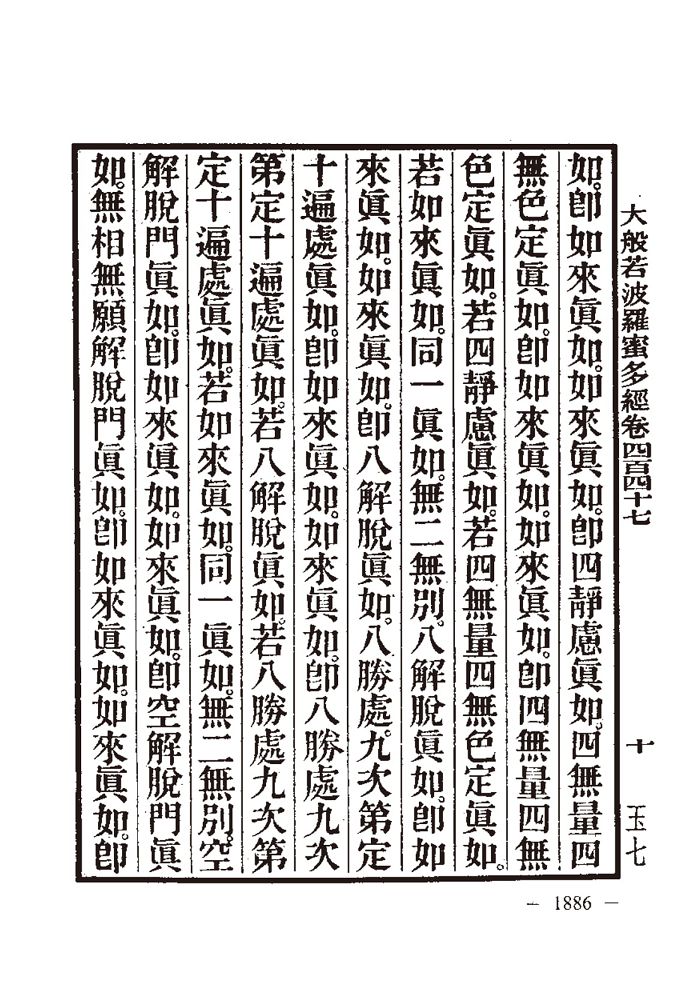 大般若波羅蜜多經卷四百四十七
十
玉七
如。卽如來眞如。如來眞如。卽四靜慮眞如。四無量四
無色定眞如。卽如來眞如。如來眞如。卽四無量四無
色定眞如。若四靜慮眞如。若四無量四無色定眞如。
若如來眞如。同一眞如。無二無別。八解脫眞如。卽如
來眞如。如來眞如。卽八解脫眞如。八勝處。九次第定
十遍處眞如。卽如來眞如。如來眞如。卽八勝處九次
第定十遍處眞如。若八解脫眞如。若八勝處九次第
定十遍處眞如。若如來眞如。同一眞如。無二無別。空
解脫門眞如。卽如來眞如。如來眞如。卽空解脫門眞
如。無相無願解脫門眞如。卽如來眞如。如來眞如。卽
— 1886 —